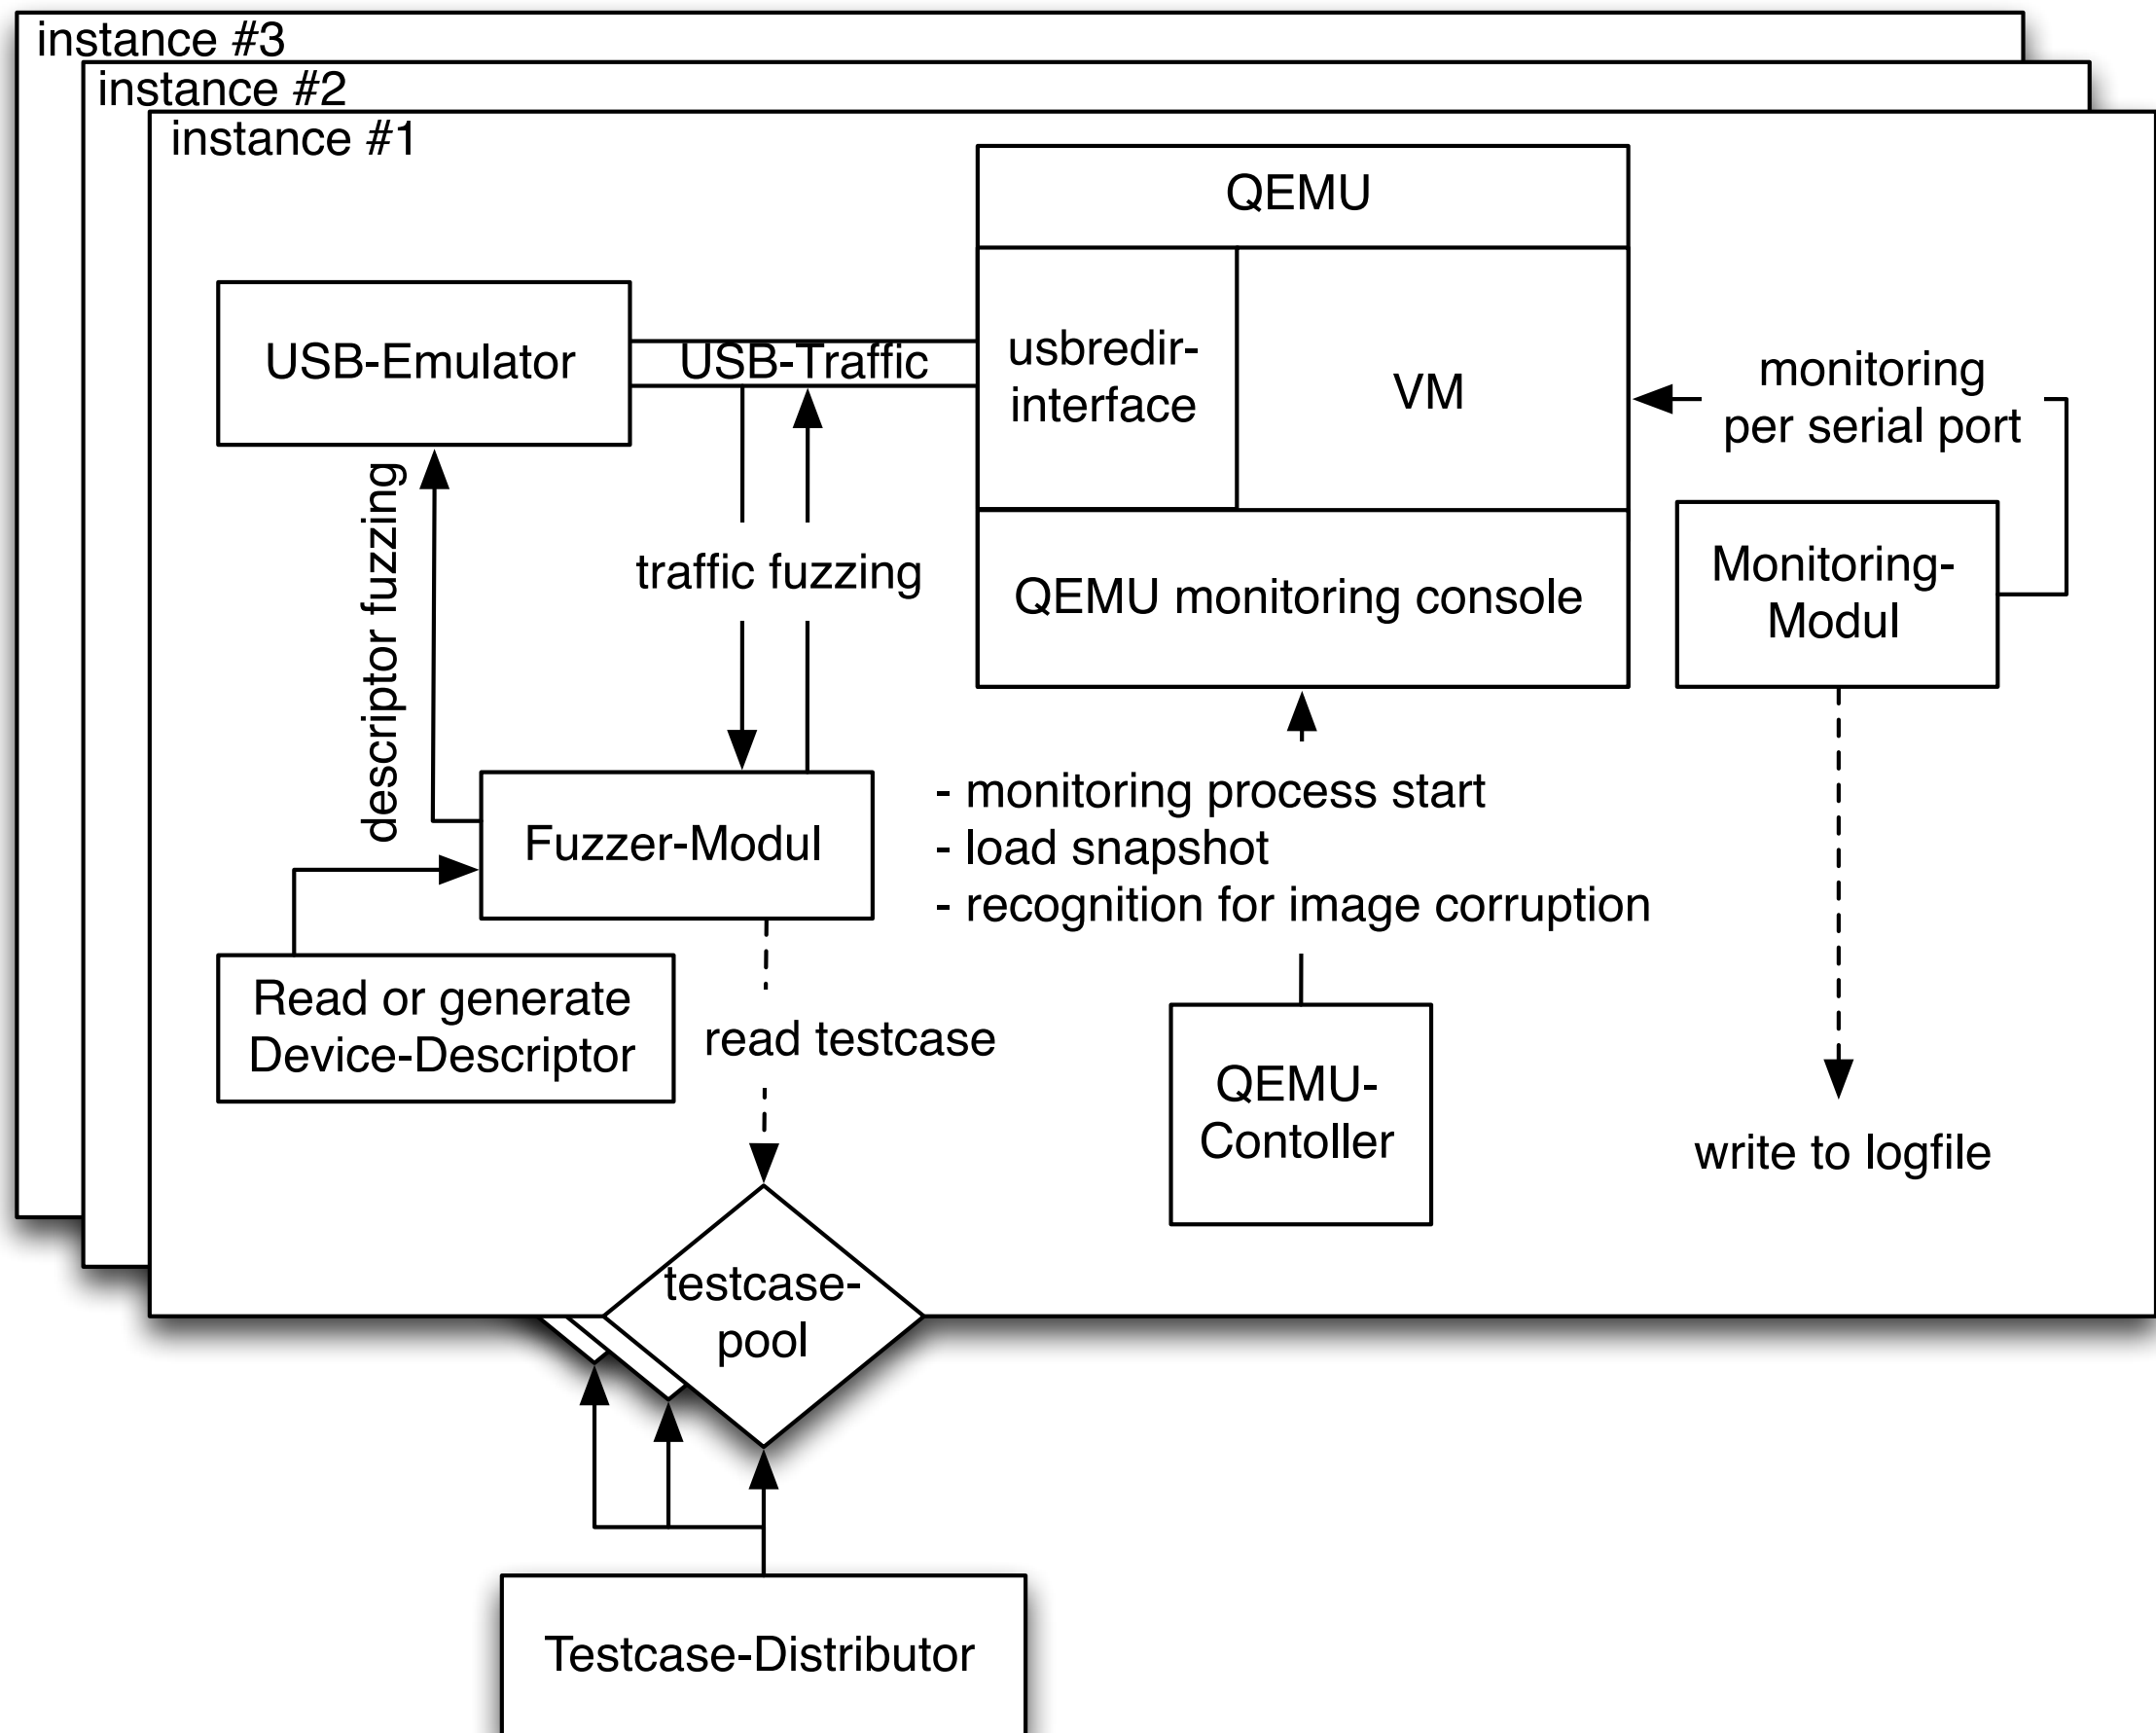 instance #3
instance #2
instance #1
QEMU
USB-Emulator
USB-Traffic
usbredir-
interface
VM
monitoring
per serial port
descriptor fuzzing
traffic fuzzing
QEMU monitoring console
Monitoring-
Modul
Fuzzer-Modul
- monitoring process start
- load snapshot
- recognition for image corruption
Read or generate
Device-Descriptor
read testcase
QEMU-
Contoller
write to logfile
testcase-
pool
Testcase-Distributor